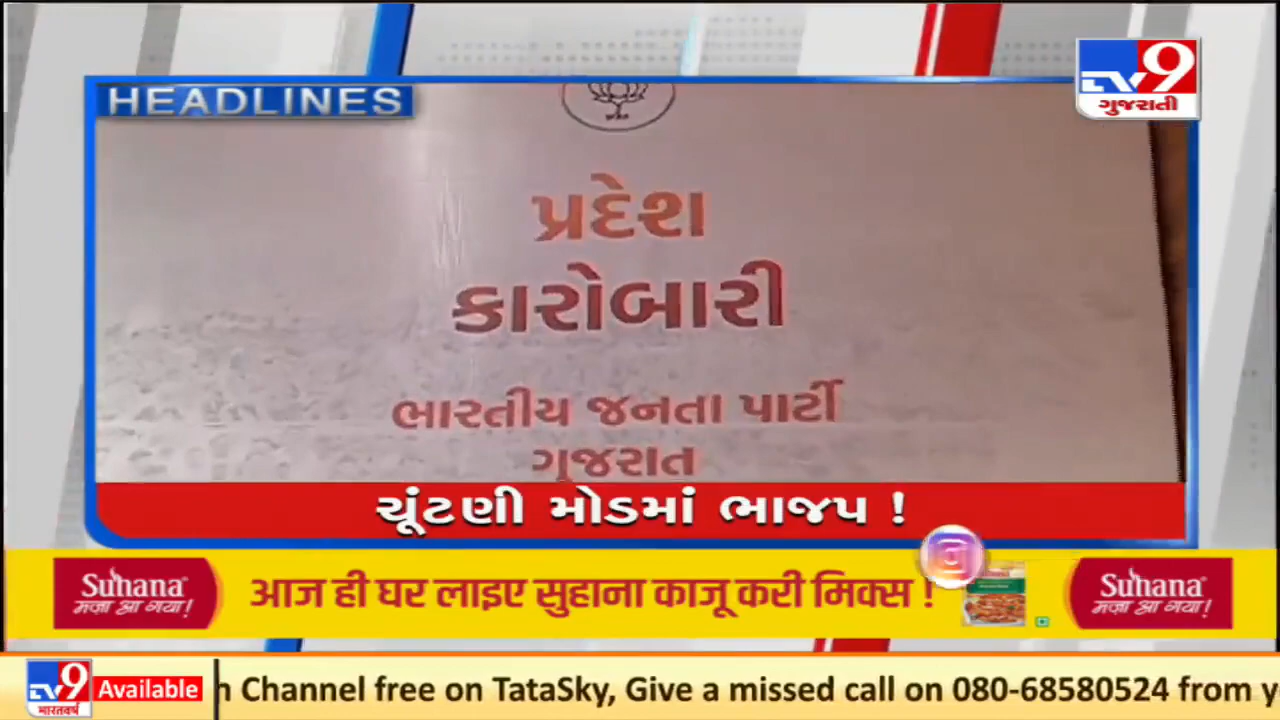 HEADLINES
TV9
ગુજરાતી
પ્રદેશ
કારોબારી
ભારતીય જનતા પાર્ટી
ગુજરાત
ચૂંટણી મોડમાં ભાજપ !
Suhana
मज़ा आ गया!
आज ही घर लाइए सुहाना काजू करी मिक्स !
Suhana
मज़ा आ गया!
TV9
भारतवर्ष
Available
Channel free on TataSky, Give a missed call on 080-68580524 from